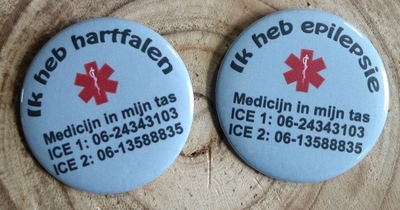 Ik heb hartfalen
Medicijn in mijn tas
ICE 1: 06-24343103
ICE 2: 06-13588835
Ik heb epilepsie
Medicijn in mijn tas
ICE 1: 06-24343103
ICE 2: 06-13588835